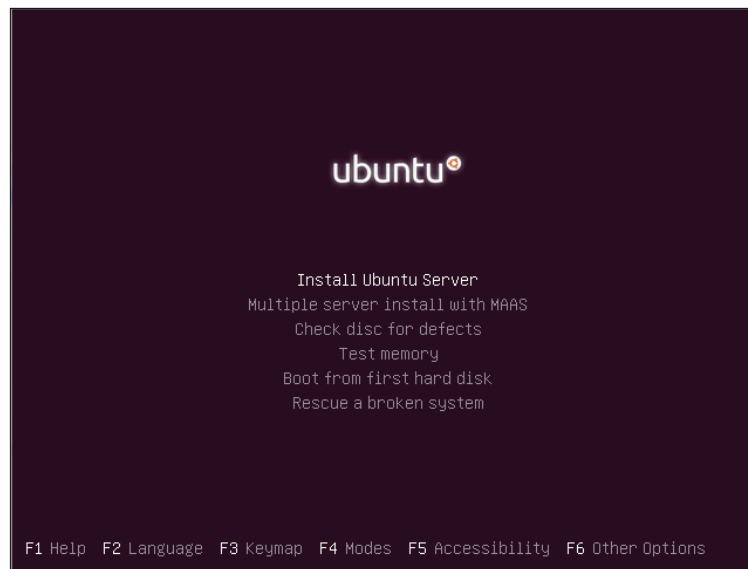 ubuntu
Install Ubuntu Server
Multiple server install with MAAS
Check disc for defects
Test memory
Boot from first hard disk
Rescue a broken system
F1 Help F2 Language F3 Keymap F4 Modes F5 Accessibility F6 Other Options